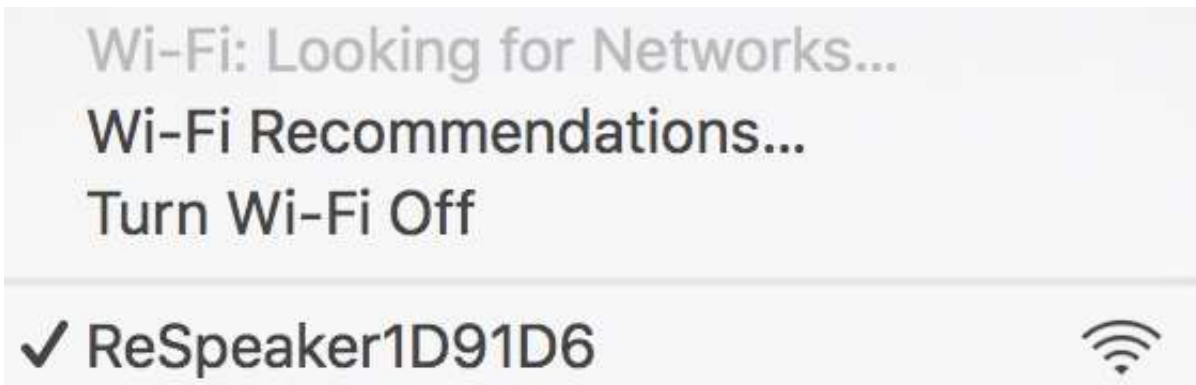 Wi-Fi: Looking for Networks...
Wi-Fi Recommendations...
Turn Wi-Fi Off
✓ ReSpeaker1D91D6